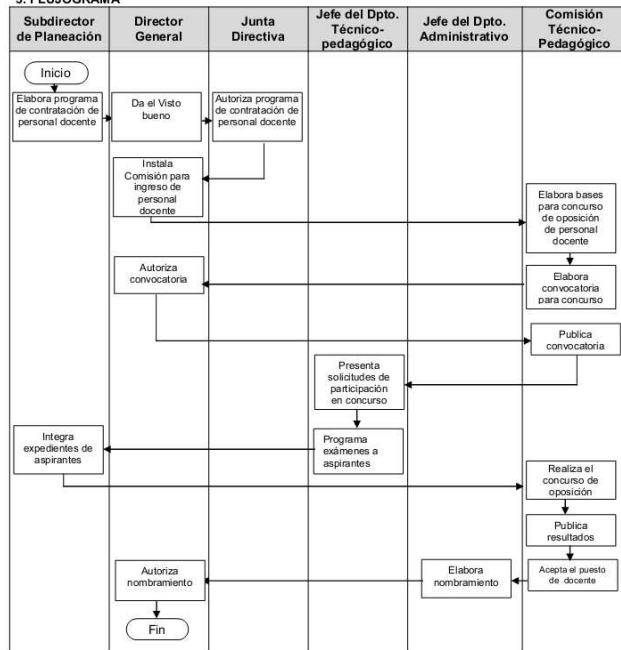 3. FLUJOGRAMA
Subdirector
de Planeación
Director
General
Junta
Directiva
Jefe del Dpto.
Técnico-
pedagógico
Jefe del Dpto.
Administrativo
Comisión
Técnico-
Pedagógico
Inicio
Elabora programa
de contratación de
personal docente
Da el Visto
bueno
Autoriza programa
de contratación de
personal docente
Instala
Comisión para
ingreso de
personal
docente
Elabora bases
para concurso
de oposición
de personal
docente
Autoriza
convocatoria
Elabora
convocatoria
para concurso
Publica
convocatoria
Presenta
solicitudes de
participación
en concurso
Integra
expedientes de
aspirantes
Programa
exámenes a
aspirantes
Realiza el
concurso de
oposición
Publica
resultados
Autoriza
nombramiento
Elabora
nombramiento
Acepta el puesto
de docente
Fin